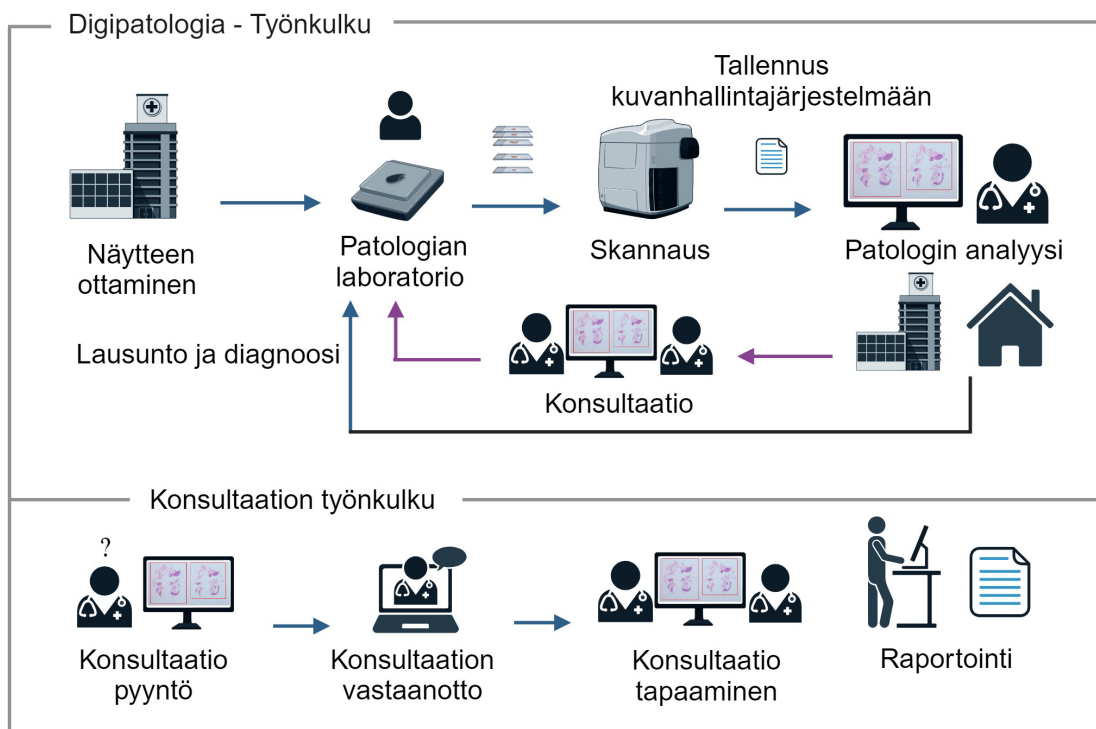 Digipatologia - Työnkulku
Tallennus
kuvanhallintajärjestelmään
Näytteen
ottaminen
Patologian
laboratorio
Skannaus
Patologin analyysi
Lausunto ja diagnoosi
Konsultaatio
Konsultaation työnkulku
?
Konsultaatio
pyyntö
Konsultaation
vastaanotto
Konsultaatio
tapaaminen
Raportointi